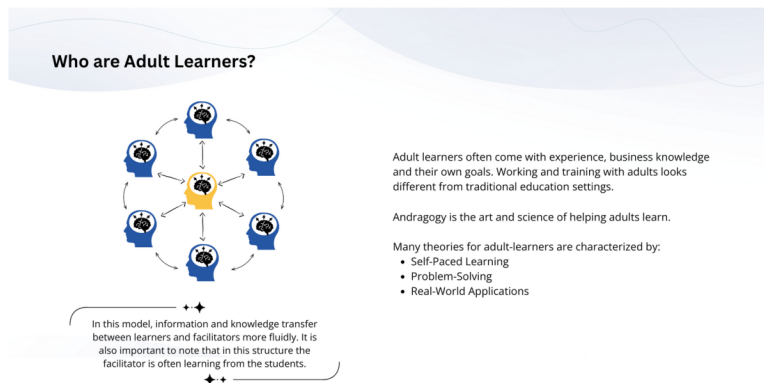 Who are Adult Learners?
Adult learners often come with experience, business knowledge
and their own goals. Working and training with adults looks
different from traditional education settings.
Andragogy is the art and science of helping adults learn.
Many theories for adult-learners are characterized by:
• Self-Paced Learning
• Problem-Solving
• Real-World Applications
In this model, information and knowledge transfer
between learners and facilitators more fluidly. It is
also important to note that in this structure the
facilitator is often learning from the students.